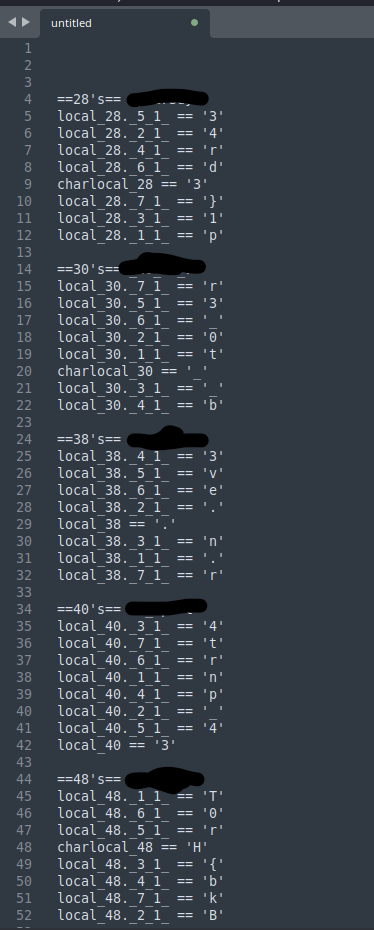 untitled
1
2
3
4 ==28's==
5 local_28._5_1_ == '3'
6 local_28._2_1_ == '4'
7 local_28._4_1_ == 'r'
8 local_28._6_1_ == 'd'
9 charlocal_28 == '3'
10 local_28._7_1_ == '}'
11 local_28._3_1_ == '1'
12 local_28._1_1_ == 'p'
13
14 ==30's==
15 local_30._7_1_ == 'r'
16 local_30._5_1_ == '3'
17 local_30._6_1_ == '_'
18 local_30._2_1_ == '0'
19 local_30._1_1_ == 't'
20 charlocal_30 == '_'
21 local_30._3_1_ == '_'
22 local_30._4_1_ == 'b'
23
24 ==38's==
25 local_38._4_1_ == '3'
26 local_38._5_1_ == 'v'
27 local_38._6_1_ == 'e'
28 local_38._2_1_ == '.'
29 local_38 == '.'
30 local_38._3_1_ == 'n'
31 local_38._1_1_ == '.'
32 local_38._7_1_ == 'r'
33
34 ==40's==
35 local_40._3_1_ == '4'
36 local_40._7_1_ == 't'
37 local_40._6_1_ == 'r'
38 local_40._1_1_ == 'n'
39 local_40._4_1_ == 'p'
40 local_40._2_1_ == '_'
41 local_40._5_1_ == '4'
42 local_40 == '3'
43
44 ==48's==
45 local_48._1_1_ == 'T'
46 local_48._6_1_ == '0'
47 local_48._5_1_ == 'r'
48 charlocal_48 == 'H'
49 local_48._3_1_ == '{'
50 local_48._4_1_ == 'b'
51 local_48._7_1_ == 'k'
52 local_48._2_1_ == 'B'